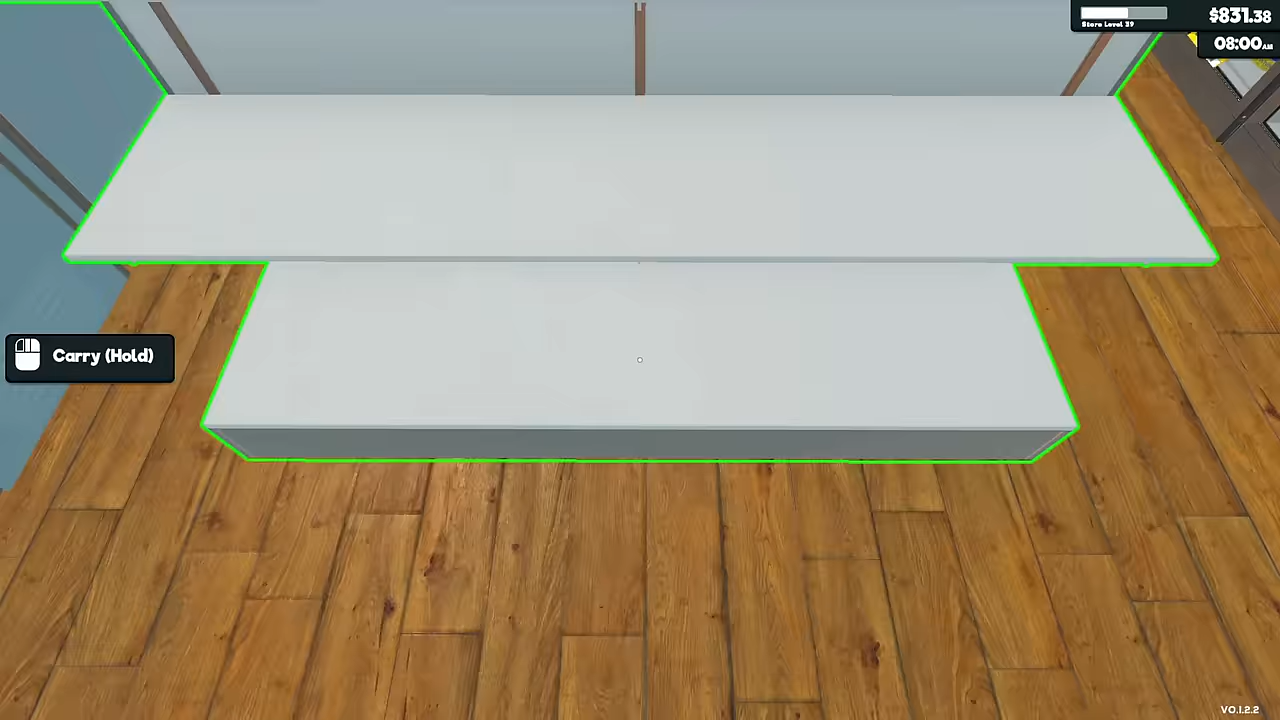 $831.38
Store Level 39
08:00AM
Carry (Hold)
V0.1.2.2